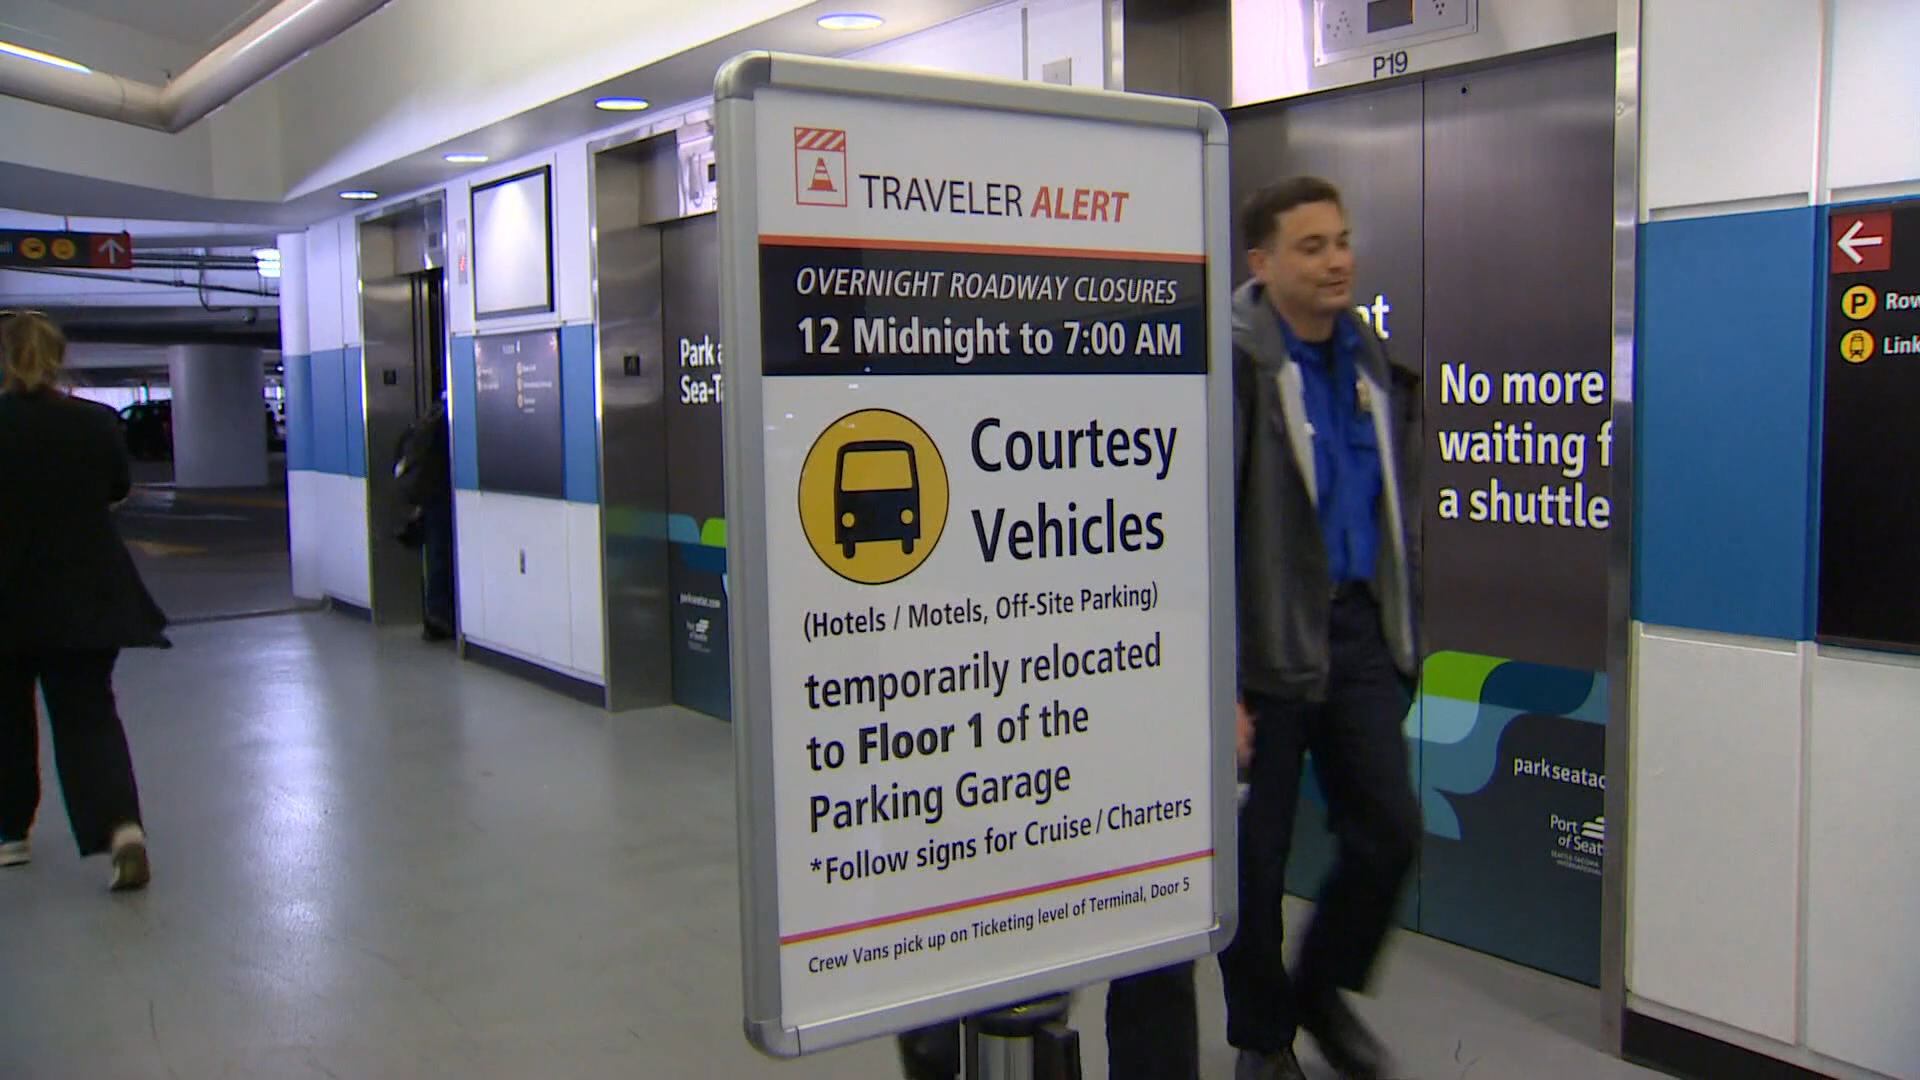 TRAVELER ALERT
OVERNIGHT ROADWAY CLOSURES
12 Midnight to 7:00 AM
Courtesy
Vehicles
(Hotels / Motels, Off-Site Parking)
temporarily relocated
to Floor 1 of the
Parking Garage
*Follow signs for Cruise / Charters
Crew Vans pick up on Ticketing level of Terminal, Door 5
P19
Park
Sea-T
No more
waiting f
a shuttle
parkseatac
Port
of Seat
P Row
Link